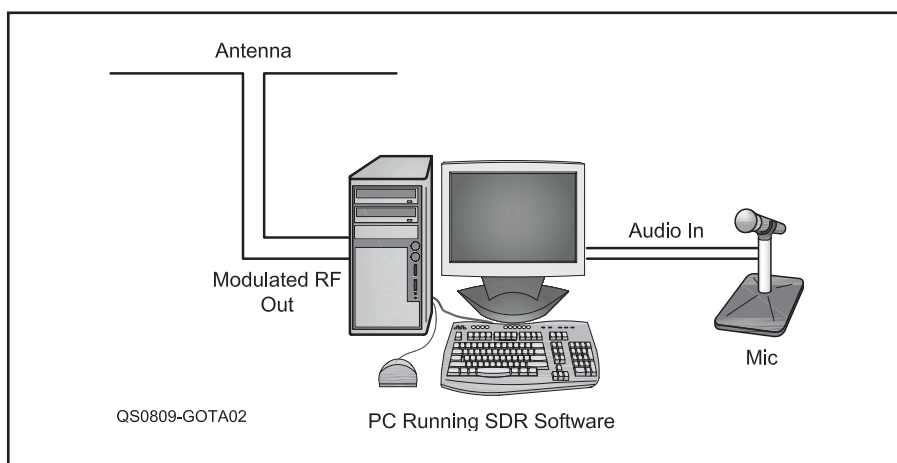 Antenna
Audio In
Modulated RF
Out
Mic
QS0809-GOTA02
PC Running SDR Software